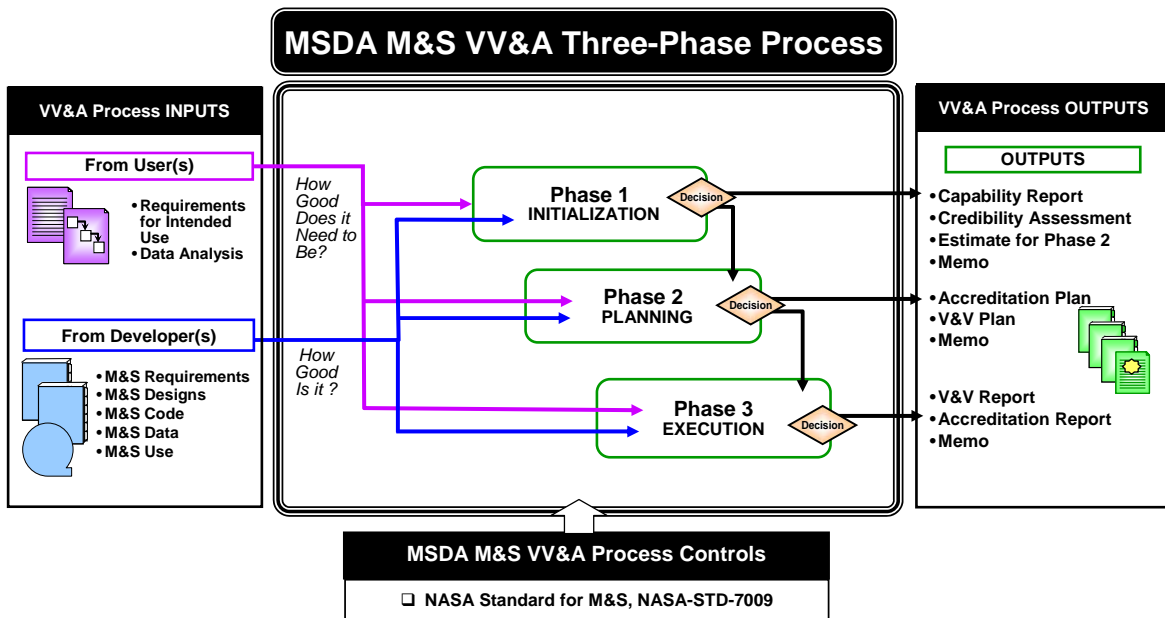 MSDA M&S VV&A Three-Phase Process
VV&A Process INPUTS
From User(s)
• Requirements
for Intended
Use
• Data Analysis
From Developer(s)
• M&S Requirements
• M&S Designs
• M&S Code
• M&S Data
• M&S Use
How
Good
Does it
Need to
Be?
How
Good
Is it ?
Phase 1
INITIALIZATION
Decision
Phase 2
PLANNING
Decision
Phase 3
EXECUTION
Decision
VV&A Process OUTPUTS
OUTPUTS
•Capability Report
•Credibility Assessment
•Estimate for Phase 2
•Memo
•Accreditation Plan
•V&V Plan
•Memo
•V&V Report
•Accreditation Report
•Memo
MSDA M&S VV&A Process Controls
❑ NASA Standard for M&S, NASA-STD-7009